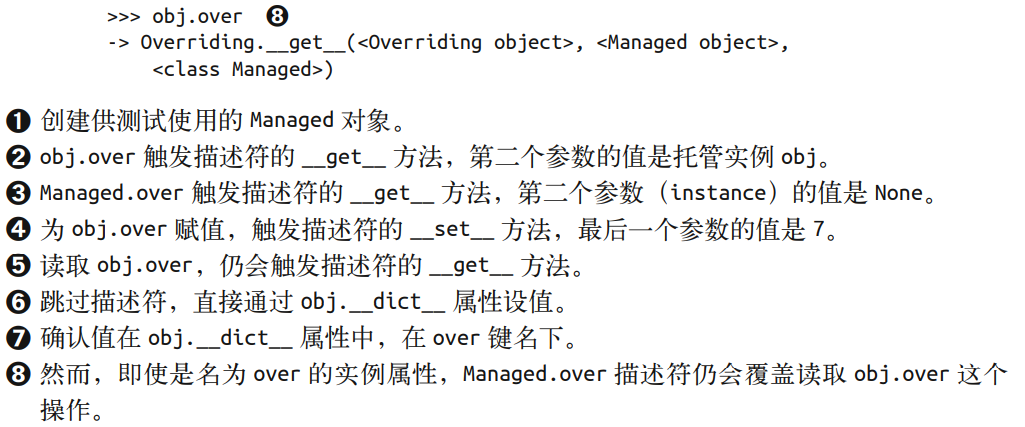 >>> obj.over ❽
-> Overriding.__get__(<Overriding object>, <Managed object>,
<class Managed>)
❶ 创建供测试使用的 Managed 对象。
❷ obj.over 触发描述符的 __get__ 方法，第二个参数的值是托管实例 obj。
❸ Managed.over 触发描述符的 __get__ 方法，第二个参数（instance）的值是 None。
❹ 为 obj.over 赋值，触发描述符的 __set__ 方法，最后一个参数的值是 7。
❺ 读取 obj.over，仍会触发描述符的 __get__ 方法。
❻ 跳过描述符，直接通过 obj.__dict__ 属性设值。
❼ 确认值在 obj.__dict__ 属性中，在 over 键名下。
❽ 然而，即使是名为 over 的实例属性，Managed.over 描述符仍会覆盖读取 obj.over 这个
操作。